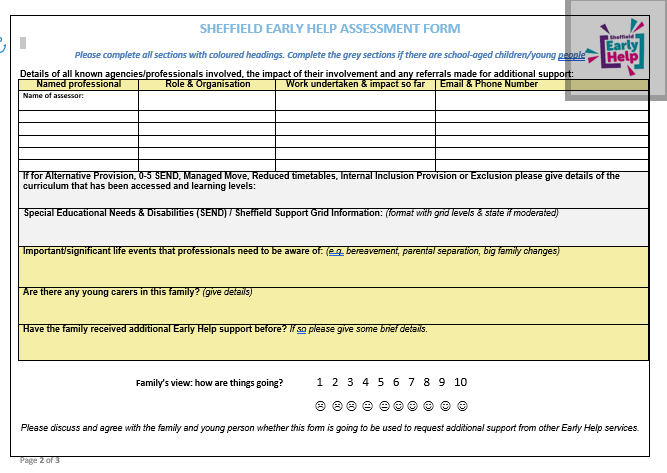 SHEFFIELD EARLY HELP ASSESSMENT FORM
Sheffield
Early
Help
Please complete all sections with coloured headings. Complete the grey sections if there are school-aged children/young people
Details of all known agencies/professionals involved, the impact of their involvement and any referrals made for additional support:
Named professional Role & Organisation Work undertaken & impact so far Email & Phone Number
Name of assessor:
If for Alternative Provision, 0-5 SEND, Managed Move, Reduced timetables, Internal Inclusion Provision or Exclusion please give details of the
curriculum that has been accessed and learning levels:
Special Educational Needs & Disabilities (SEND) / Sheffield Support Grid Information: (format with grid levels & state if moderated)
Important/significant life events that professionals need to be aware of: (e.g. bereavement, parental separation, big family changes)
Are there any young carers in this family? (give details)
Have the family received additional Early Help support before? If so please give some brief details.
Family's view: how are things going? 1 2 3 4 5 6 7 8 9 10
Please discuss and agree with the family and young person whether this form is going to be used to request additional support from other Early Help services.
Page 2 of 3